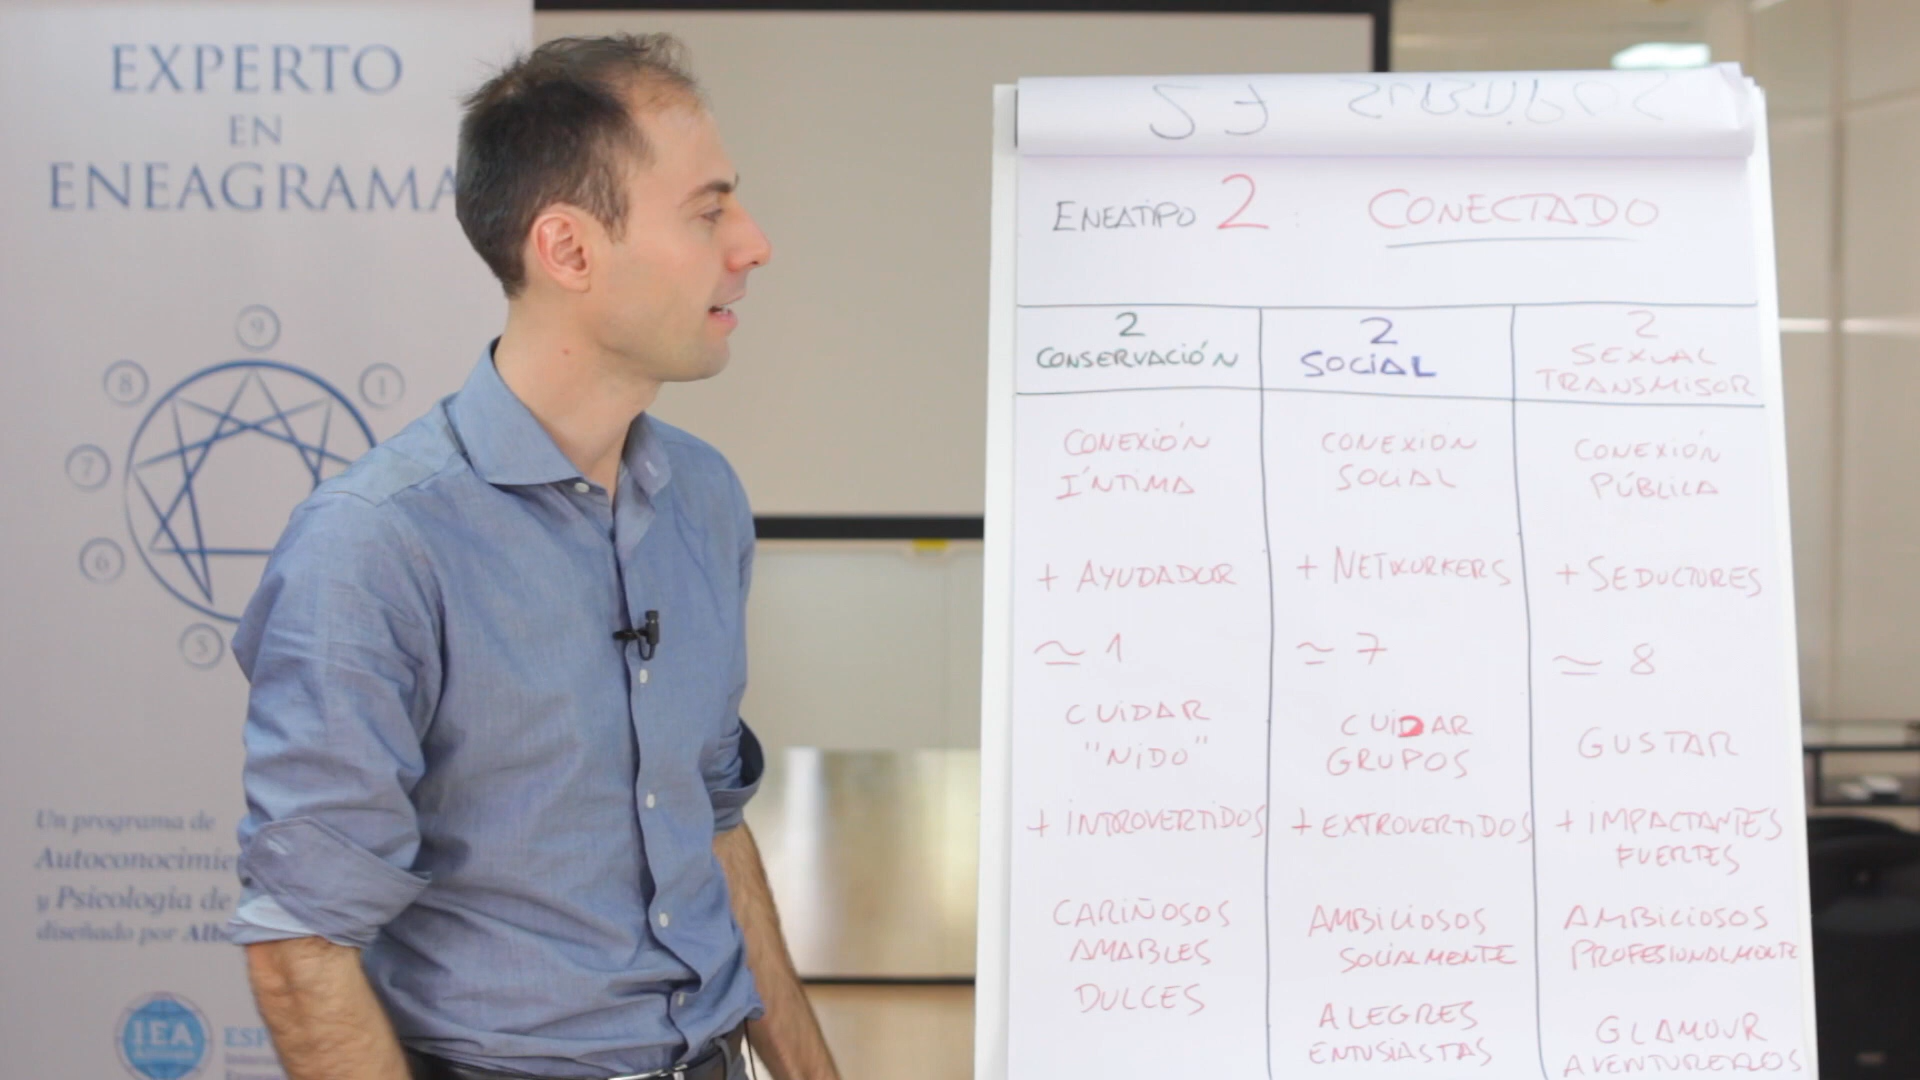 EXPERTO
EN
ENEAGRAMA
9
8
1
7
6
5
Un programa de
y Psicología de
diseñado por
IEA
ENEATIPO 2 : CONECTADO
2
CONSERVACIÓN
CONEXIÓN
ÍNTIMA
+ AYUDADOR
≃ 1
CUIDAR
"NIDO"
+ INTROVERTIDOS
CARIÑOSOS
AMABLES
DULCES
2
SOCIAL
CONEXIÓN
SOCIAL
+ NETWORKERS
≃ 7
CUIDAR
GRUPOS
+ EXTROVERTIDOS
AMBICIOSOS
SOCIALMENTE
ALEGRES
ENTUSIASTAS
2
SEXUAL
TRANSMISOR
CONEXIÓN
PÚBLICA
+ SEDUCTORES
≃ 8
GUSTAR
+ IMPACTANTES
FUERTES
AMBICIOSOS
PROFESIONALMENTE
GLAMOUR
AVENTUREROS